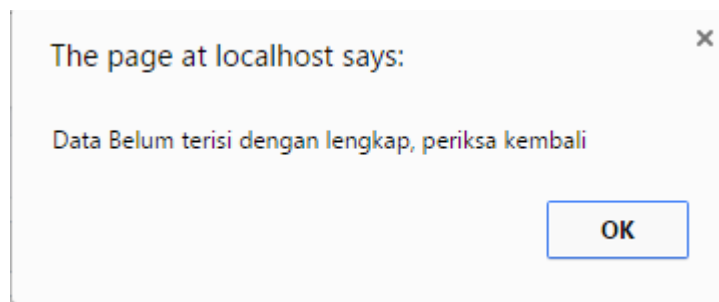 The page at localhost says:
Data Belum terisi dengan lengkap, periksa kembali
OK